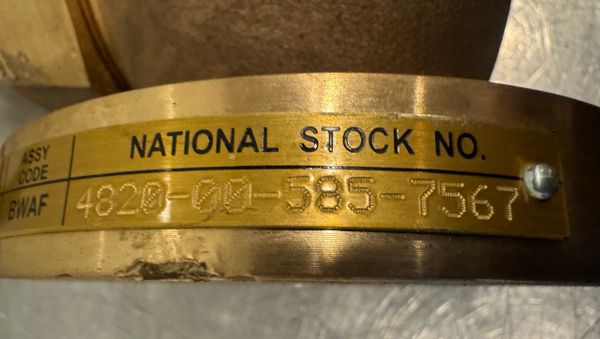 ASSY
CODE
NATIONAL STOCK NO.
BWAF
4820-00-585-7567